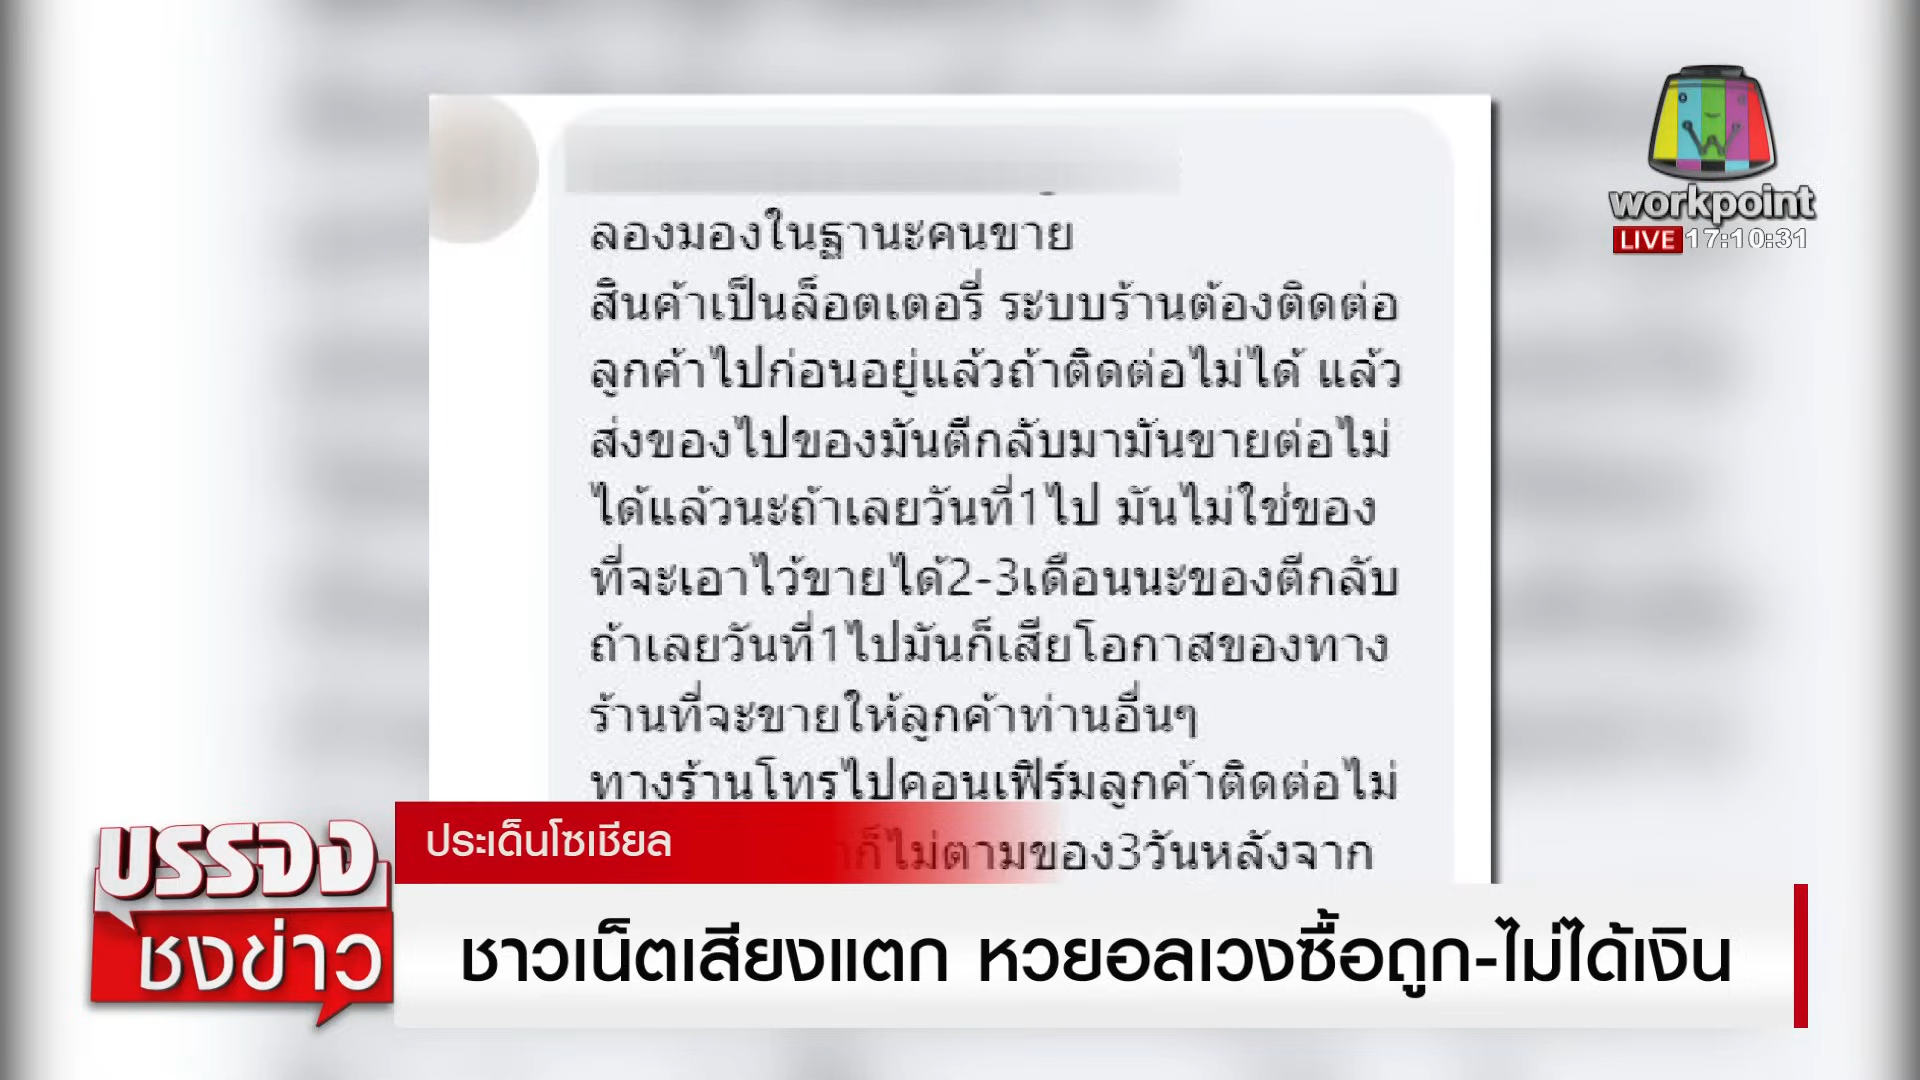 workpoint
LIVE 17:10:31
ลองมองในฐานะคนขาย
สินค้าเป็นล็อตเตอรี่ ระบบร้านต้องติดต่อ
ลูกค้าไปก่อนอยู่แล้วถ้าติดต่อไม่ได้ แล้ว
ส่งของไปของมันตีกลับมามันขายต่อไม่
ได้แล้วนะถ้าเลยวันที่1ไป มันไม่ใช่ของ
ที่จะเอาไว้ขายได้2-3เดือนนะของตีกลับ
ถ้าเลยวันที่1ไปมันก็เสียโอกาสของทาง
ร้านที่จะขายให้ลูกค้าท่านอื่นๆ
ทางร้านโทรไปคอนเฟิร์มลูกค้าติดต่อไม่
ก็ไม่ตามของ3วันหลังจาก
ประเด็นโซเชียล
บรรจง
ชงข่าว
ชาวเน็ตเสียงแตก หวยอลเวงซื้อถูก-ไม่ได้เงิน